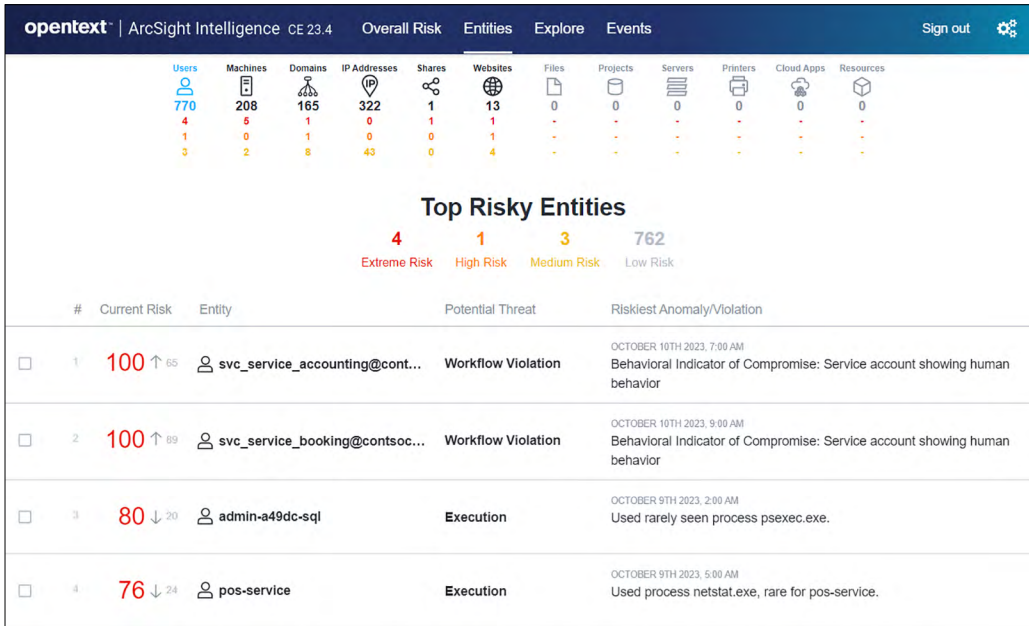 opentext™ | ArcSight Intelligence CE 23.4 Overall Risk Entities Explore Events Sign out
Users Machines Domains IP Addresses Shares Websites Files Projects Servers Printers Cloud Apps Resources
IP
770 208 165 322 1 13 0 0 0 0 0 0
4 5 1 0 1 1 - - - - - -
1 0 1 0 0 1 - - - - - -
3 2 8 43 0 4 - - - - - -
Top Risky Entities
4 1 3 762
Extreme Risk High Risk Medium Risk Low Risk
# Current Risk Entity Potential Threat Riskiest Anomaly/Violation
OCTOBER 10TH 2023, 7:00 AM
1 100 ↑ 65 svc_service_accounting@cont... Workflow Violation Behavioral Indicator of Compromise: Service account showing human
behavior
OCTOBER 10TH 2023, 9:00 AM
2 100 ↑ 69 svc_service_booking@contsoc... Workflow Violation Behavioral Indicator of Compromise: Service account showing human
behavior
OCTOBER 9TH 2023, 2:00 AM
3 80 ↓ 20 admin-a49dc-sql Execution Used rarely seen process psexec.exe.
OCTOBER 9TH 2023, 5:00 AM
4 76 ↓ 24 pos-service Execution Used process netstat.exe, rare for pos-service.